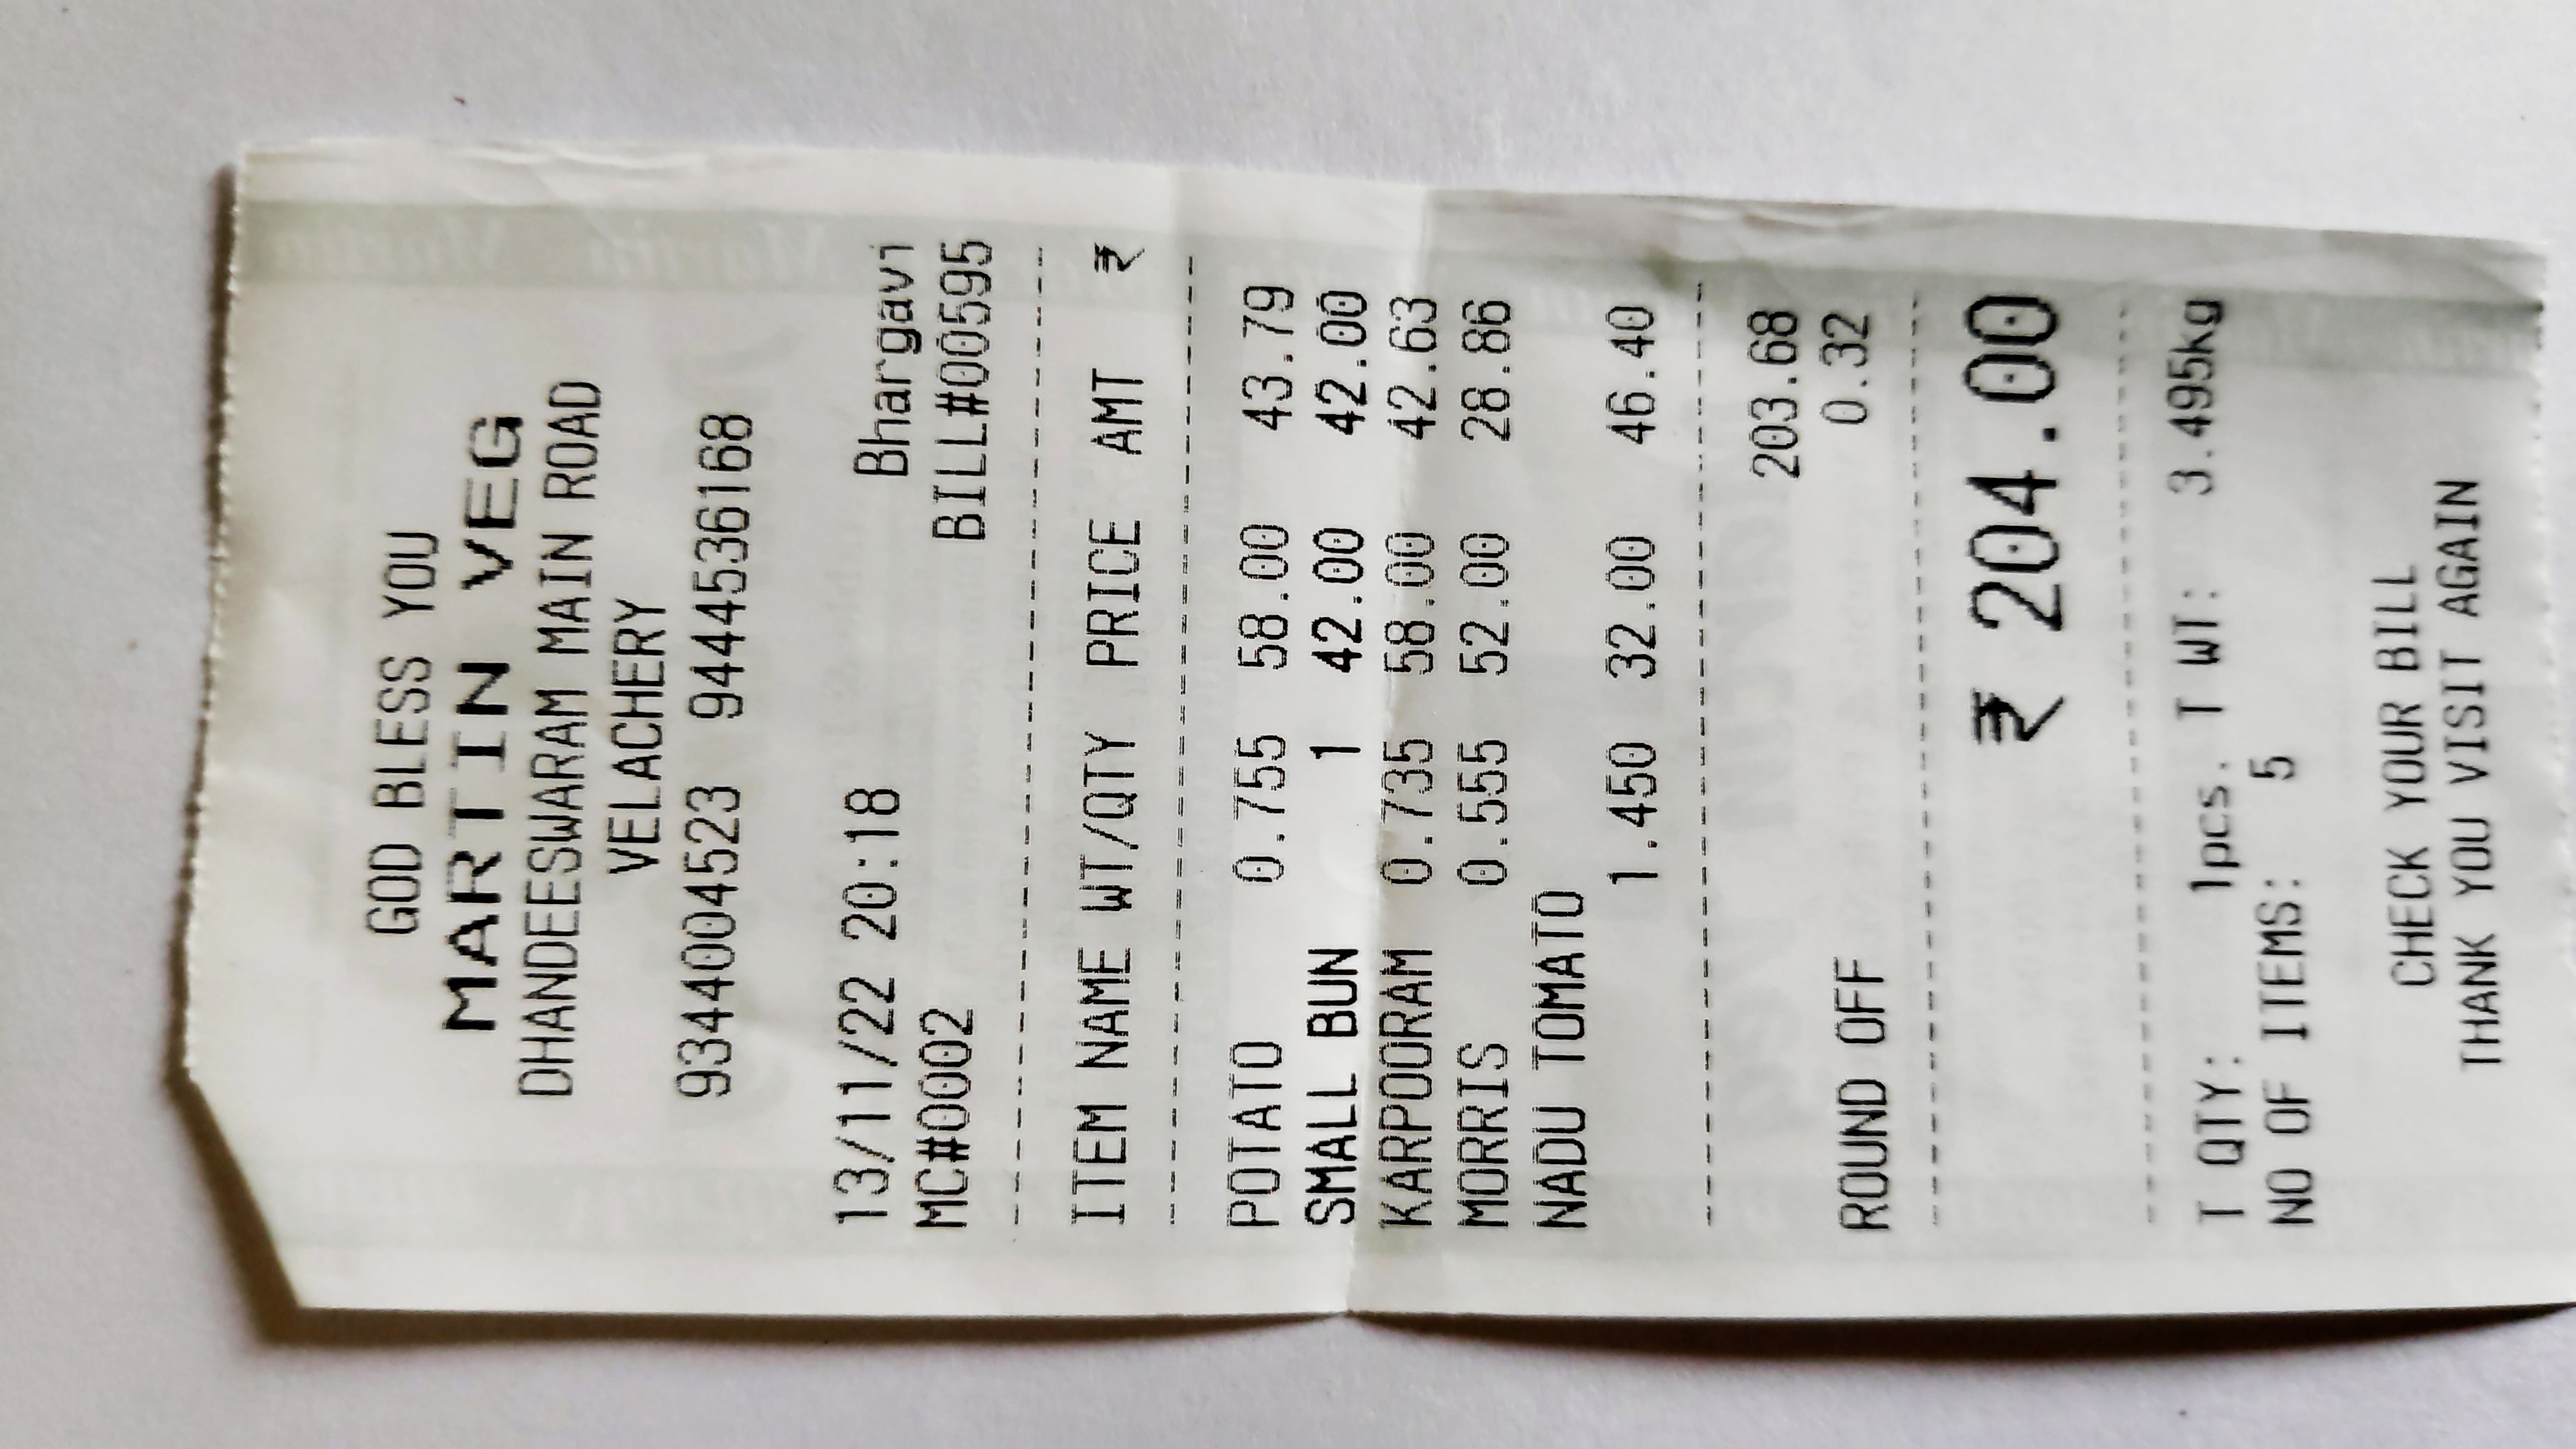 GOD BLESS YOU
MARTIN VEG
DHANDEESWARAM MAIN ROAD
VELACHERY
9344004523 9444536168
13/11/22 20:18 Bhargavi
MC#0002 BILL#00595
ITEM NAME WT/QTY PRICE AMT ₹
POTATO 0.755 58.00 43.79
SMALL BUN 1 42.00 42.00
KARPOORAM 0.735 58.00 42.63
MORRIS 0.555 52.00 28.86
NADU TOMATO
1.450 32.00 46.40
203.68
ROUND OFF 0.32
₹ 204.00
T QTY: 1pcs. T WT: 3.495kg
NO OF ITEMS: 5
CHECK YOUR BILL
THANK YOU VISIT AGAIN